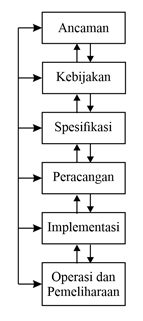 Ancaman
Kebijakan
Spesifikasi
Peracangan
Implementasi
Operasi dan
Pemeliharaan